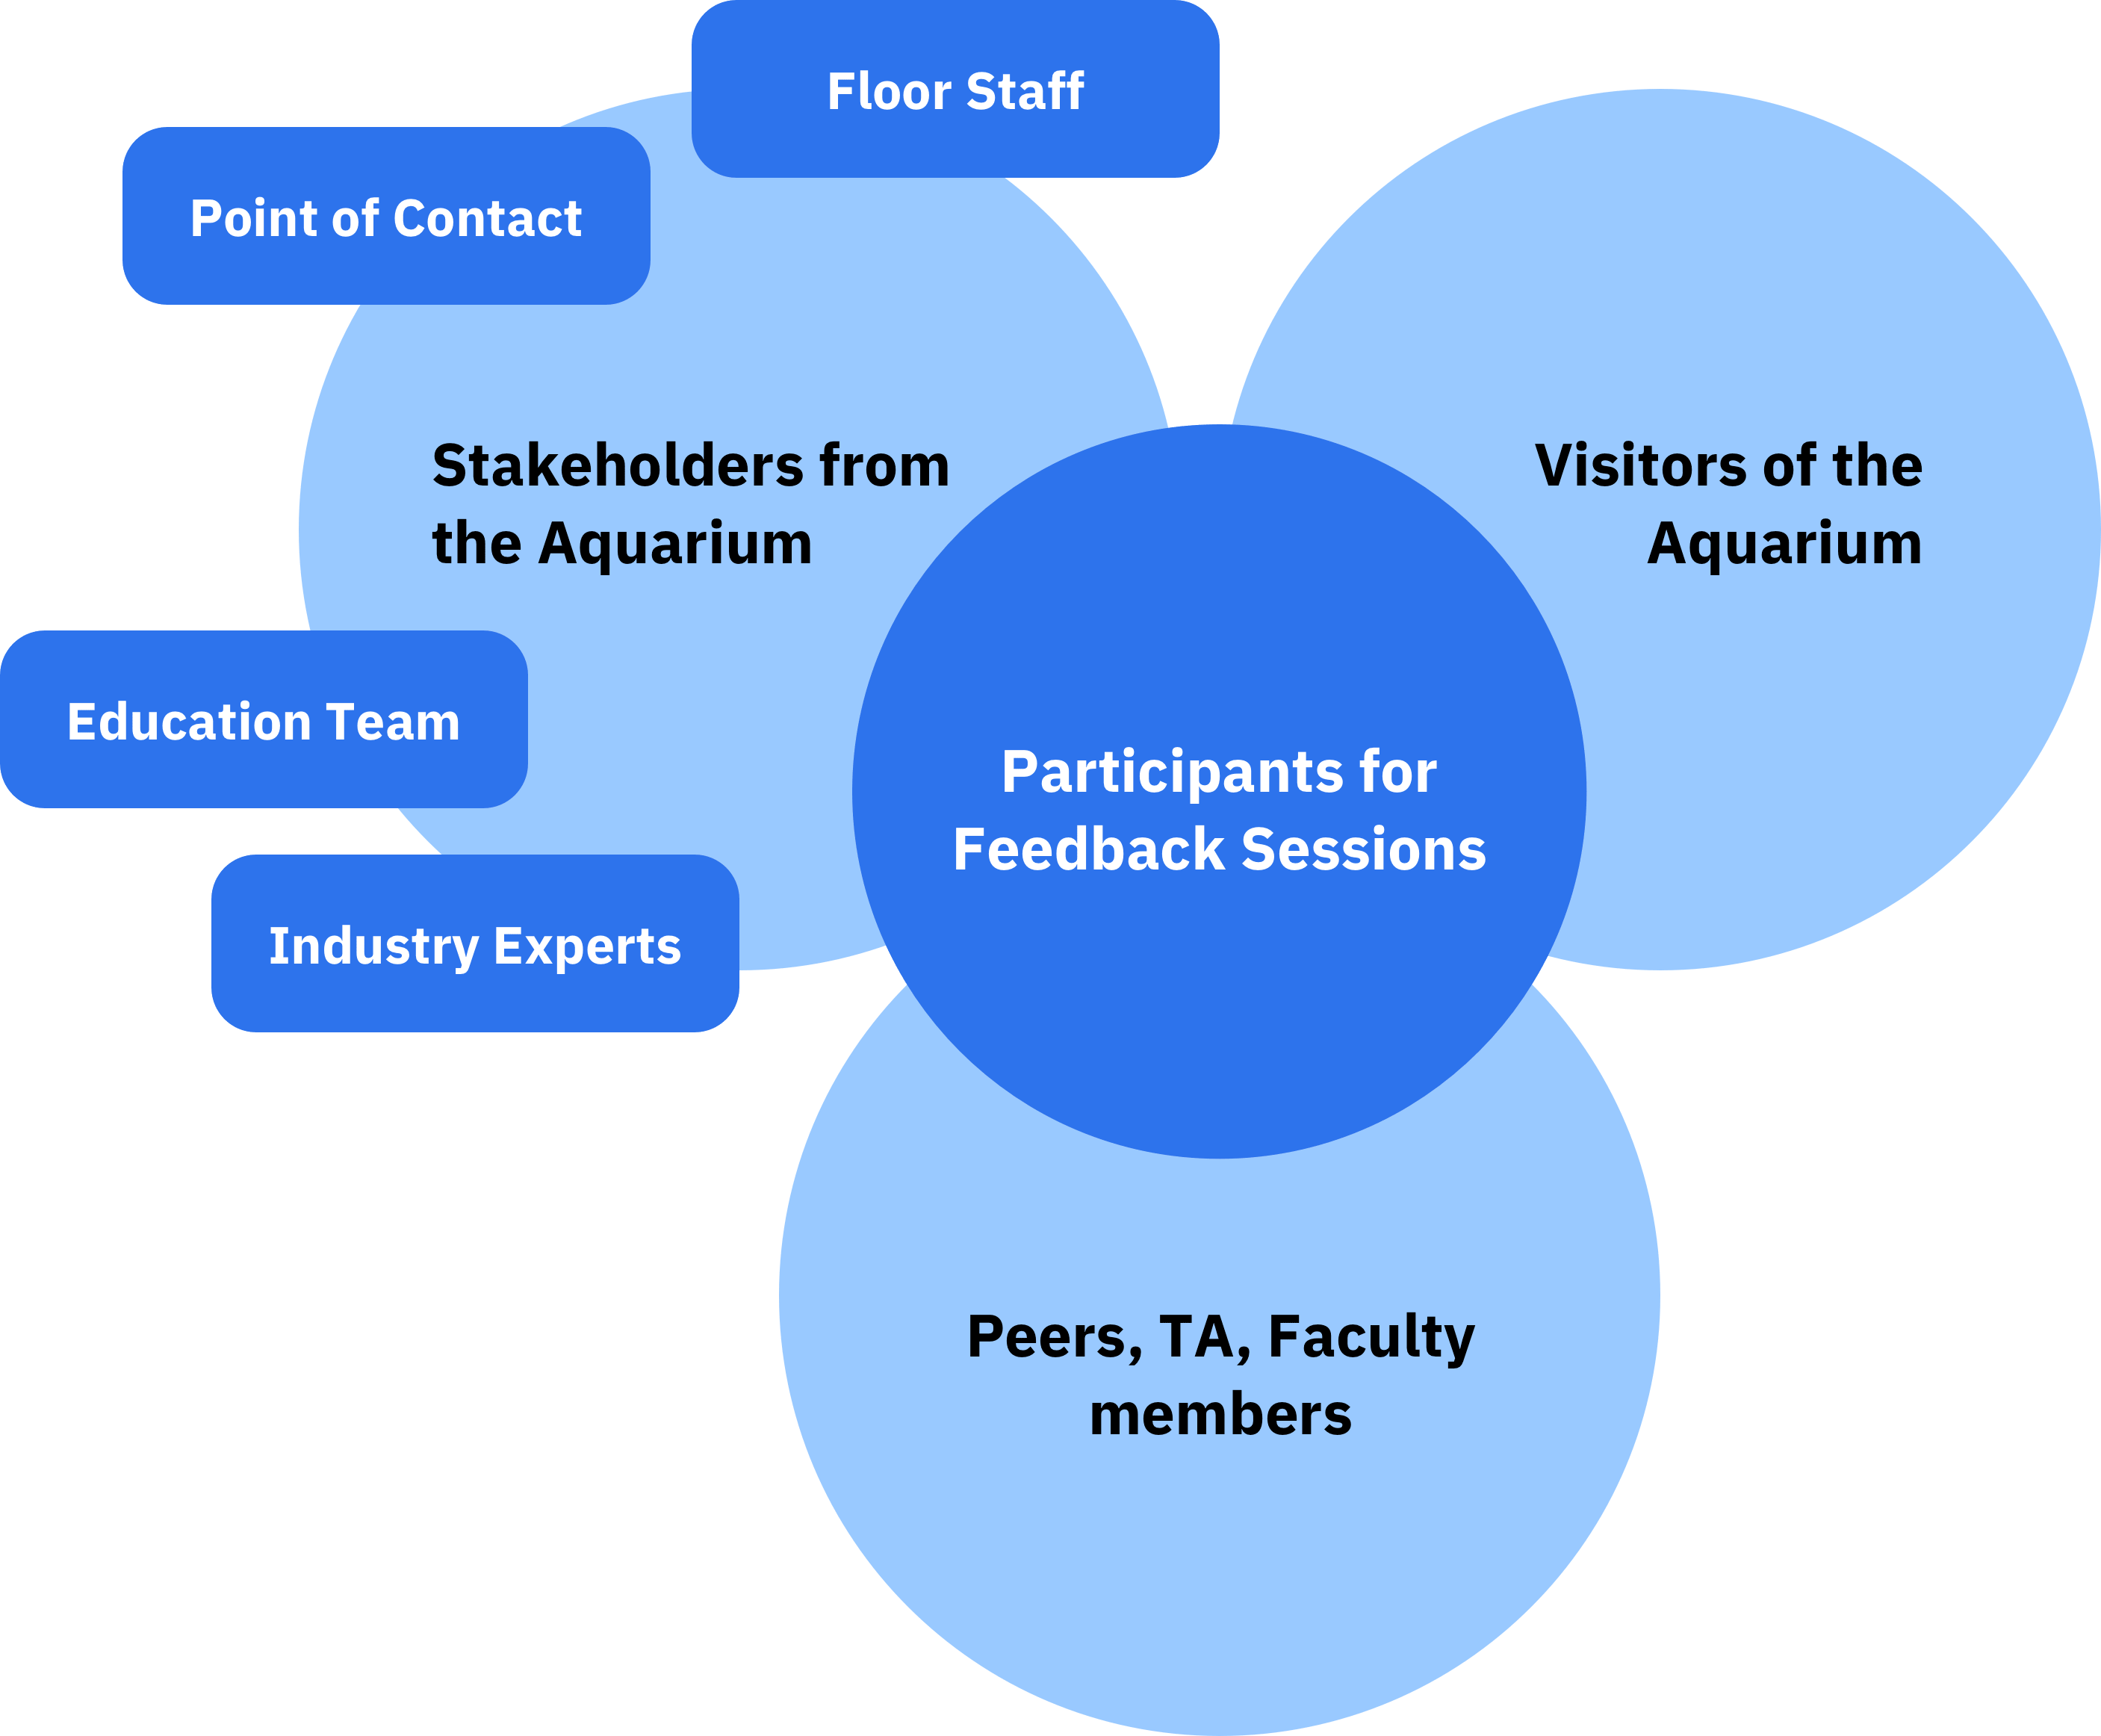 Floor Staff
Point of Contact
Stakeholders from
the Aquarium
Visitors of the
Aquarium
Education Team
Participants for
Feedback Sessions
Industry Experts
Peers, TA, Faculty
members